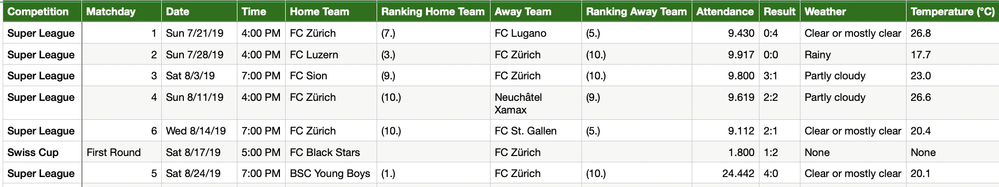 Competition Matchday Date Time Home Team Ranking Home Team Away Team Ranking Away Team Attendance Result Weather Temperature (°C)
Super League 1 Sun 7/21/19 4:00 PM FC Zürich (7.) FC Lugano (5.) 9.430 0:4 Clear or mostly clear 26.8
Super League 2 Sun 7/28/19 4:00 PM FC Luzern (3.) FC Zürich (10.) 9.917 0:0 Rainy 17.7
Super League 3 Sat 8/3/19 7:00 PM FC Sion (9.) FC Zürich (10.) 9.800 3:1 Partly cloudy 23.0
Super League 4 Sun 8/11/19 4:00 PM FC Zürich (10.) Neuchâtel (9.) 9.619 2:2 Partly cloudy 26.6
Xamax
Super League 6 Wed 8/14/19 7:00 PM FC Zürich (10.) FC St. Gallen (5.) 9.112 2:1 Clear or mostly clear 20.4
Swiss Cup First Round Sat 8/17/19 5:00 PM FC Black Stars FC Zürich 1.800 1:2 None None
Super League 5 Sat 8/24/19 7:00 PM BSC Young Boys (1.) FC Zürich (10.) 24.442 4:0 Clear or mostly clear 20.1